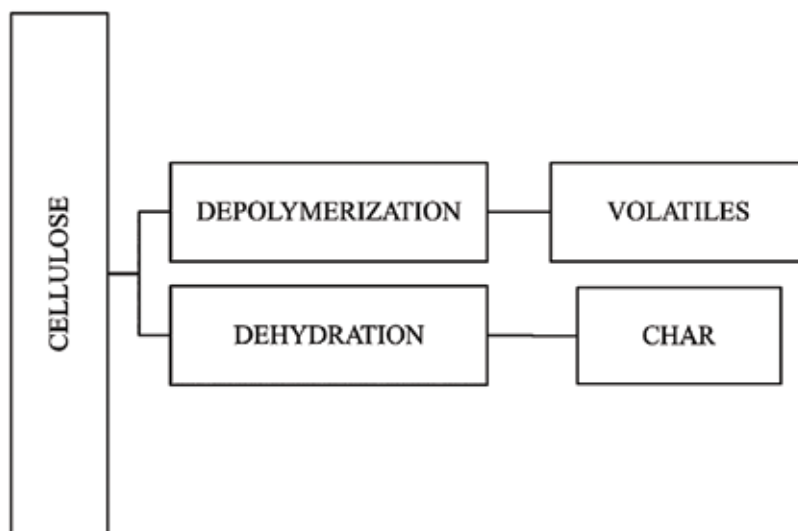 CELLULOSE
DEPOLYMERIZATION
VOLATILES
DEHYDRATION
CHAR